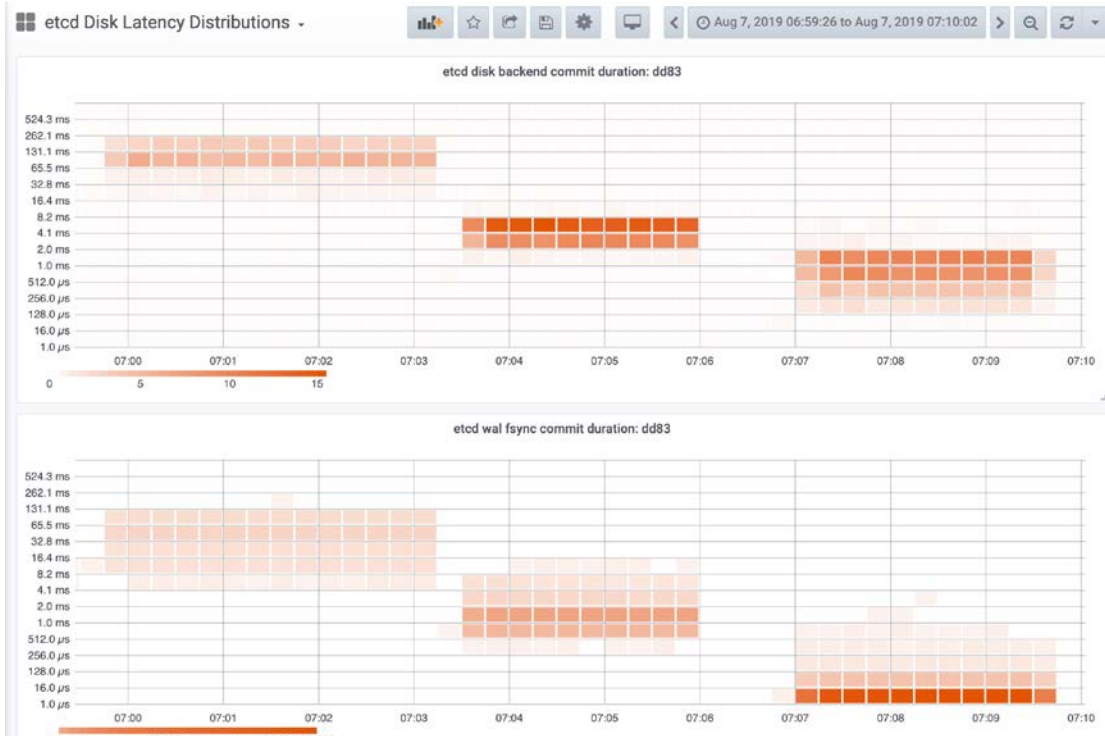 etcd Disk Latency Distributions
Aug 7, 2019 06:59:26 to Aug 7, 2019 07:10:02
etcd disk backend commit duration: dd83
524.3 ms
262.1 ms
131.1 ms
65.5 ms
32.8 ms
16.4 ms
8.2 ms
4.1 ms
2.0 ms
1.0 ms
512.0 µs
256.0 µs
128.0 µs
16.0 µs
1.0 µs
07:00 07:01 07:02 07:03 07:04 07:05 07:06 07:07 07:08 07:09 07:10
0 5 10 15
etcd wal fsync commit duration: dd83
524.3 ms
262.1 ms
131.1 ms
65.5 ms
32.8 ms
16.4 ms
8.2 ms
4.1 ms
2.0 ms
1.0 ms
512.0 µs
256.0 µs
128.0 µs
16.0 µs
1.0 µs
07:00 07:01 07:02 07:03 07:04 07:05 07:06 07:07 07:08 07:09 07:10